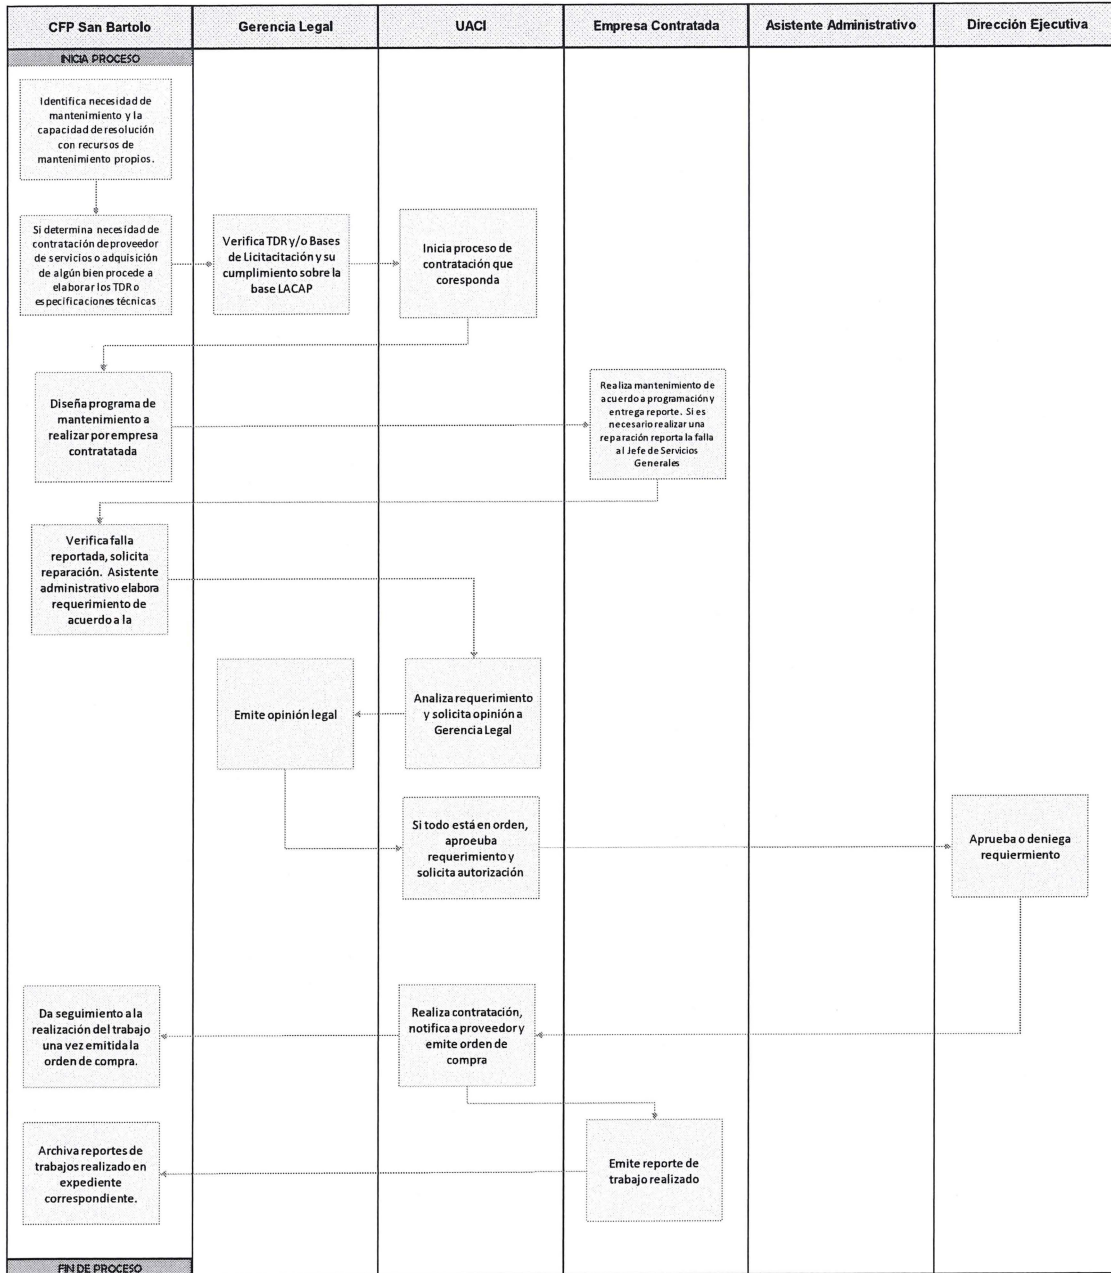 CFP San Bartolo
Gerencia Legal
UACI
Empresa Contratada
Asistente Administrativo
Dirección Ejecutiva
INICIA PROCESO
Identifica necesidad de
mantenimiento y la
capacidad de resolución
con recursos de
mantenimiento propios.
Si determina necesidad de
contratación de proveedor
de servicios o adquisición
de algún bien procede a
elaborar los TDR o
especificaciones técnicas
Verifica TDR y/o Bases
de Licitacitación y su
cumplimiento sobre la
base LACAP
Inicia proceso de
contratación que
coresponda
Diseña programa de
mantenimiento a
realizar por empresa
contratatada
Realiza mantenimiento de
acuerdo a programación y
entrega reporte. Si es
necesario realizar una
reparación reporta la falla
al Jefe de Servicios
Generales
Verifica falla
reportada, solicita
reparación. Asistente
administrativo elabora
requerimiento de
acuerdo a la
Emite opinión legal
Analiza requerimiento
y solicita opinión a
Gerencia Legal
Si todo está en orden,
aproeuba
requerimiento y
solicita autorización
Aprueba o deniega
requiermiento
Da seguimiento a la
realización del trabajo
una vez emitida la
orden de compra.
Realiza contratación,
notifica a proveedor y
emite orden de
compra
Archiva reportes de
trabajos realizado en
expediente
correspondiente.
Emite reporte de
trabajo realizado
FIN DE PROCESO